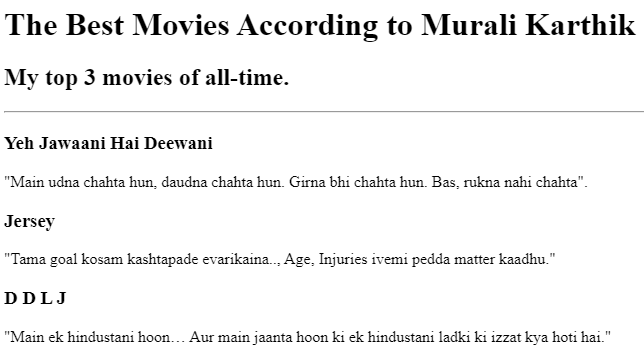 The Best Movies According to Murali Karthik
My top 3 movies of all-time.
Yeh Jawaani Hai Deewani
"Main udna chahta hun, daudna chahta hun. Girna bhi chahta hun. Bas, rukna nahi chahta".
Jersey
"Tama goal kosam kashtapade evarikaina.., Age, Injuries ivemi pedda matter kaadhu."
D D L J
"Main ek hindustani hoon… Aur main jaanta hoon ki ek hindustani ladki ki izzat kya hoti hai."